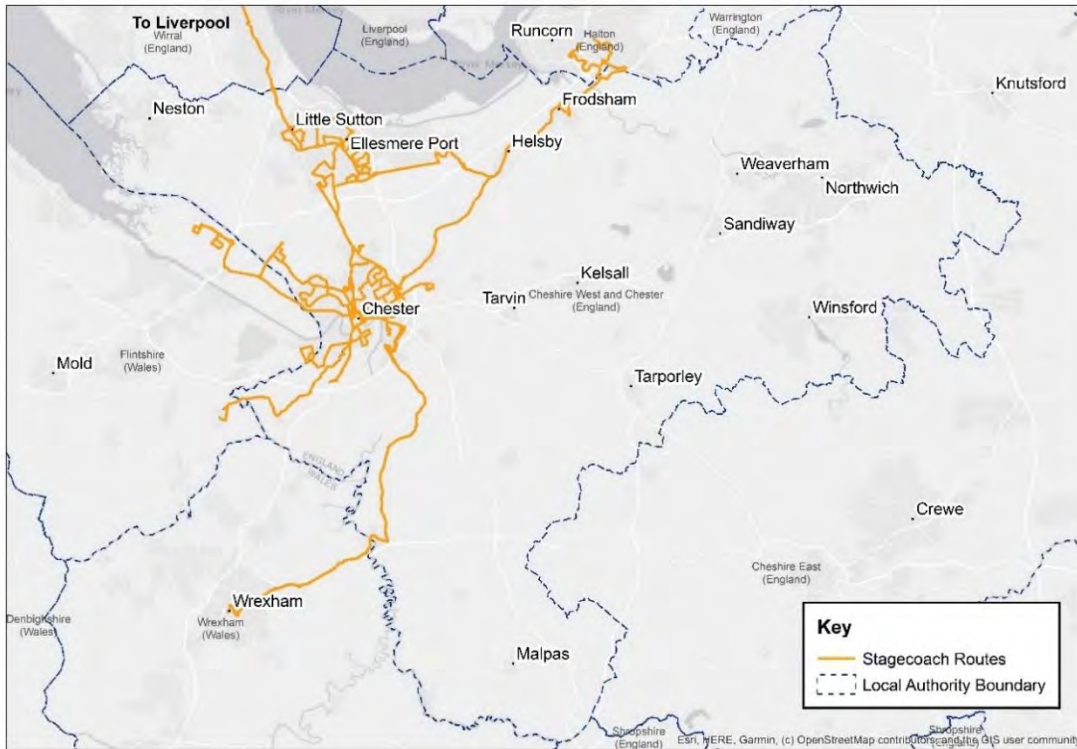 To Liverpool
Wirral
(England)
Liverpool
(England)
Runcorn
Halton
(England)
Warrington
(England)
Knutsford
Neston
Little Sutton
Ellesmere Port
Frodsham
Helsby
Weaverham
Northwich
Sandiway
Kelsall
Cheshire West and Chester
(England)
Tarvin
Chester
Winsford
Mold
Flintshire
(Wales)
Tarporley
ENGLAND
WALES
Crewe
Cheshire East
(England)
Wrexham
Wrexham
(Wales)
Denbighshire
(Wales)
Malpas
Key
Stagecoach Routes
Local Authority Boundary
Shropshire
(England)
Shropshire
(England)
Esri, HERE, Garmin, (c) OpenStreetMap contributors, and the GIS user community